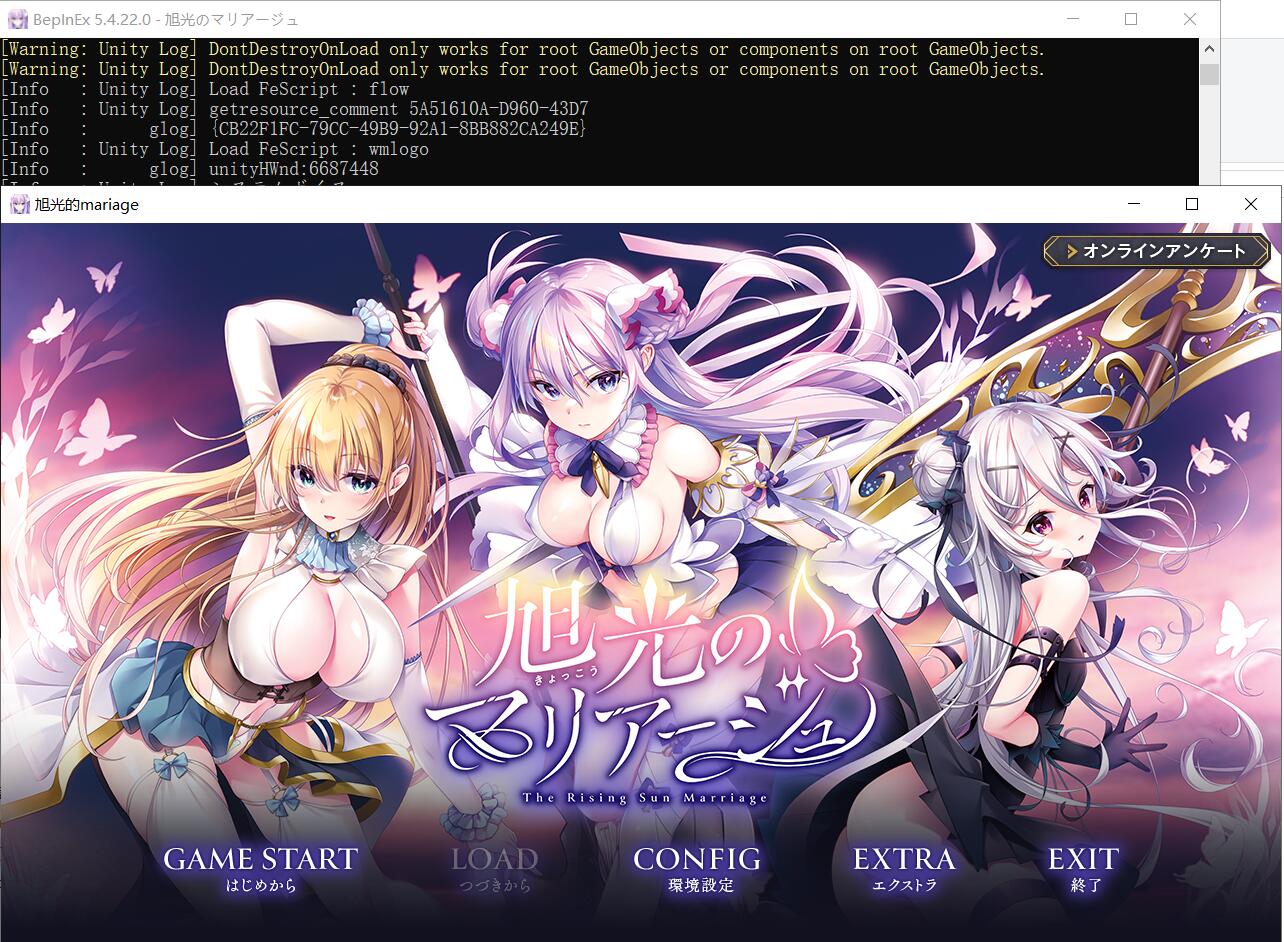 BepInEx 5.4.22.0 - 旭光のマリアージュ
[Warning: Unity Log] DontDestroyOnLoad only works for root GameObjects or components on root GameObjects.
[Warning: Unity Log] DontDestroyOnLoad only works for root GameObjects or components on root GameObjects.
[Info   : Unity Log] Load FeScript : flow
[Info   : Unity Log] getresource_comment 5A51610A-D960-43D7
[Info   :      glog] {CB22F1FC-79CC-49B9-92A1-8BB882CA249E}
[Info   : Unity Log] Load FeScript : wmlogo
[Info   :      glog] unityHWnd:6687448
旭光的mariage
オンラインアンケート
旭光の
きょっこう
マリアージュ
The Rising Sun Marriage
GAME START LOAD CONFIG EXTRA EXIT
はじめから つづきから 環境設定 エクストラ 終了